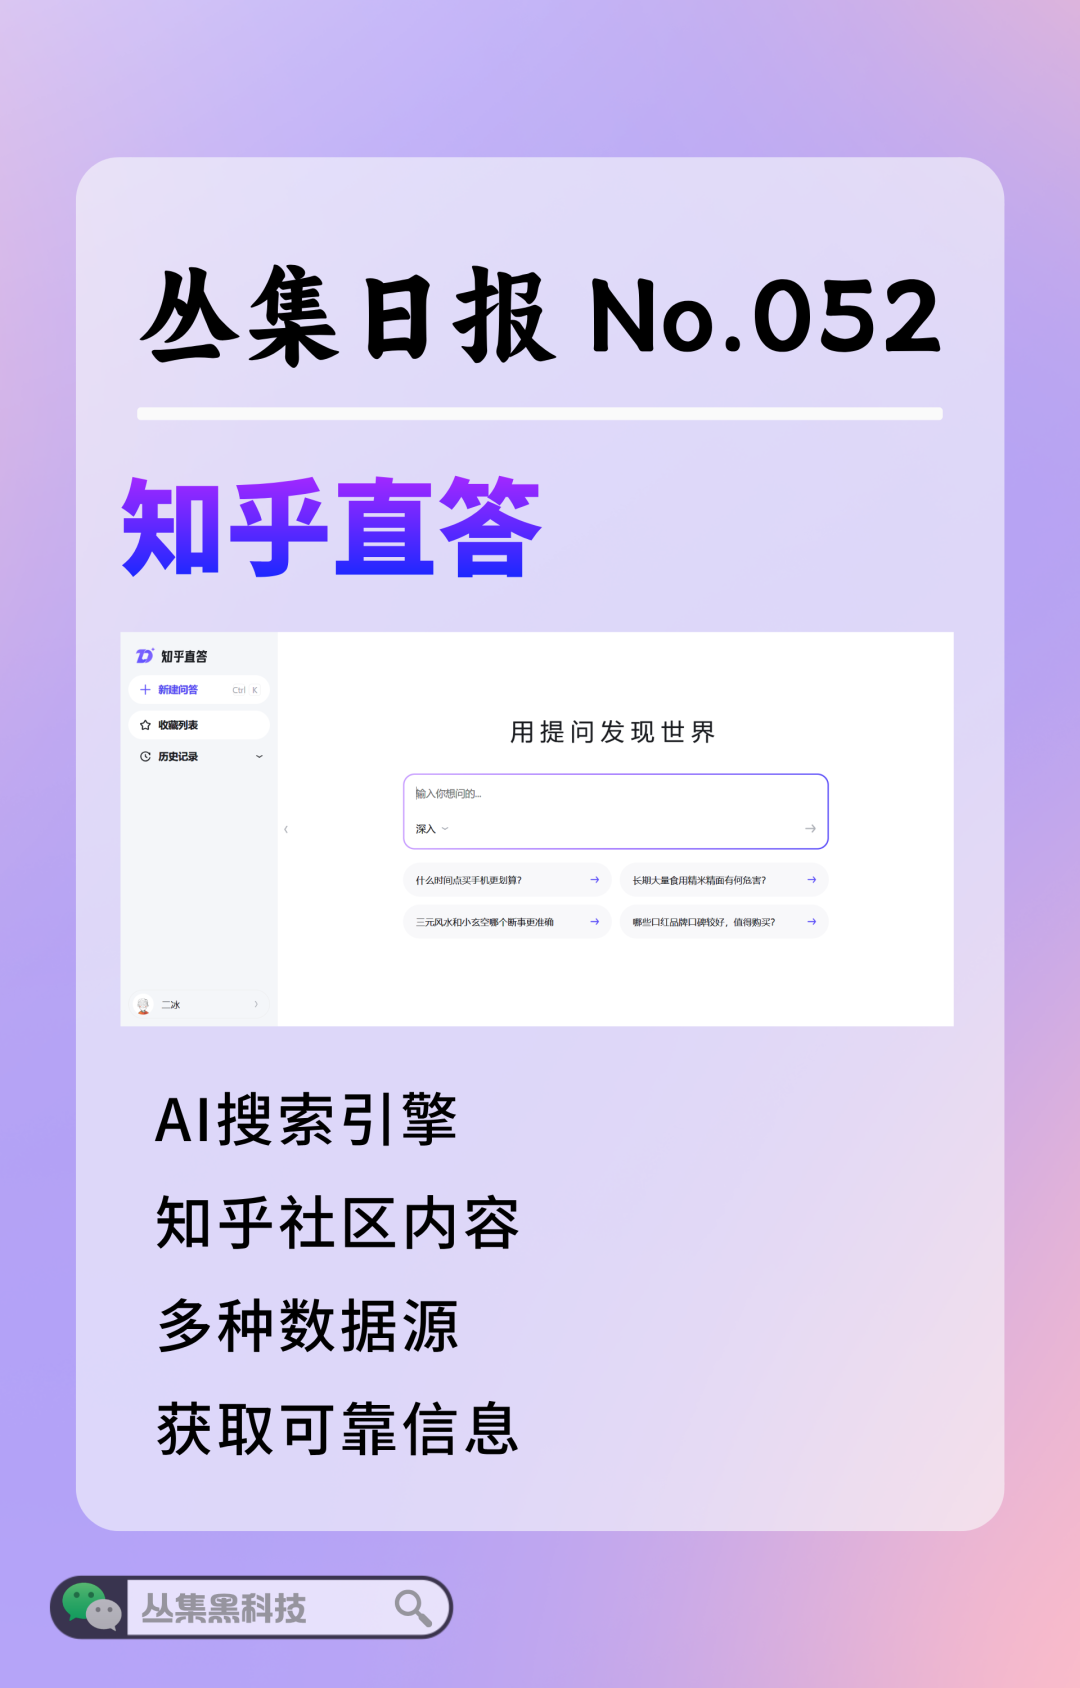 丛集日报 No.052
知乎直答
知乎直答
新建问答 Ctrl K
收藏列表
历史记录
用提问发现世界
输入你想问的...
深入
什么时间点买手机更划算?
长期大量食用精米精面有何危害?
三元风水和小玄空哪个断事更准确
哪些口红品牌口碑较好，值得购买?
二冰
AI搜索引擎
知乎社区内容
多种数据源
获取可靠信息
丛集黑科技